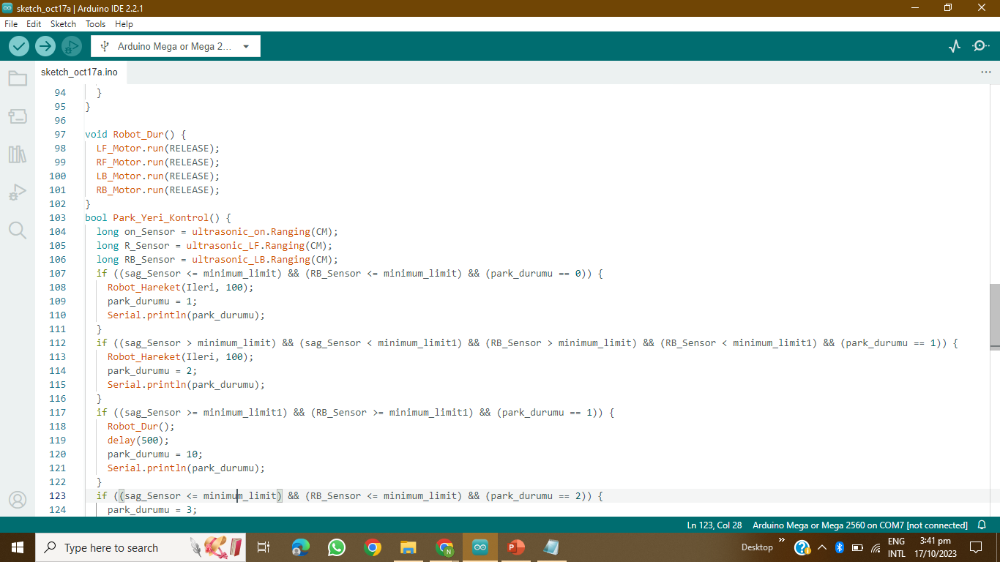 sketch_oct17a | Arduino IDE 2.2.1
File Edit Sketch Tools Help
Arduino Mega or Mega 2...
sketch_oct17a.ino
94 }
95 }
96
97 void Robot_Dur() {
98 LF_Motor.run(RELEASE);
99 RF_Motor.run(RELEASE);
100 LB_Motor.run(RELEASE);
101 RB_Motor.run(RELEASE);
102 }
103 bool Park_Yeri_Kontrol() {
104 long on_Sensor = ultrasonic_on.Ranging(CM);
105 long R_Sensor = ultrasonic_LF.Ranging(CM);
106 long RB_Sensor = ultrasonic_LB.Ranging(CM);
107 if ((sag_Sensor <= minimum_limit) && (RB_Sensor <= minimum_limit) && (park_durumu == 0)) {
108 Robot_Hareket(Ileri, 100);
109 park_durumu = 1;
110 Serial.println(park_durumu);
111 }
112 if ((sag_Sensor > minimum_limit) && (sag_Sensor < minimum_limit1) && (RB_Sensor > minimum_limit) && (RB_Sensor < minimum_limit1) && (park_durumu == 1)) {
113 Robot_Hareket(Ileri, 100);
114 park_durumu = 2;
115 Serial.println(park_durumu);
116 }
117 if ((sag_Sensor >= minimum_limit1) && (RB_Sensor >= minimum_limit1) && (park_durumu == 1)) {
118 Robot_Dur();
119 delay(500);
120 park_durumu = 10;
121 Serial.println(park_durumu);
122 }
123 if ((sag_Sensor <= minimum_limit) && (RB_Sensor <= minimum_limit) && (park_durumu == 2)) {
124 park_durumu = 3;
Ln 123, Col 28 Arduino Mega or Mega 2560 on COM7 [not connected]
Type here to search
Desktop
ENG
INTL
3:41 pm
17/10/2023